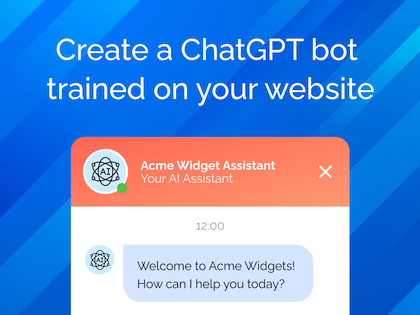 Create a ChatGPT bot
trained on your website
AI
Acme Widget Assistant
Your AI Assistant
12:00
AI
Welcome to Acme Widgets!
How can I help you today?